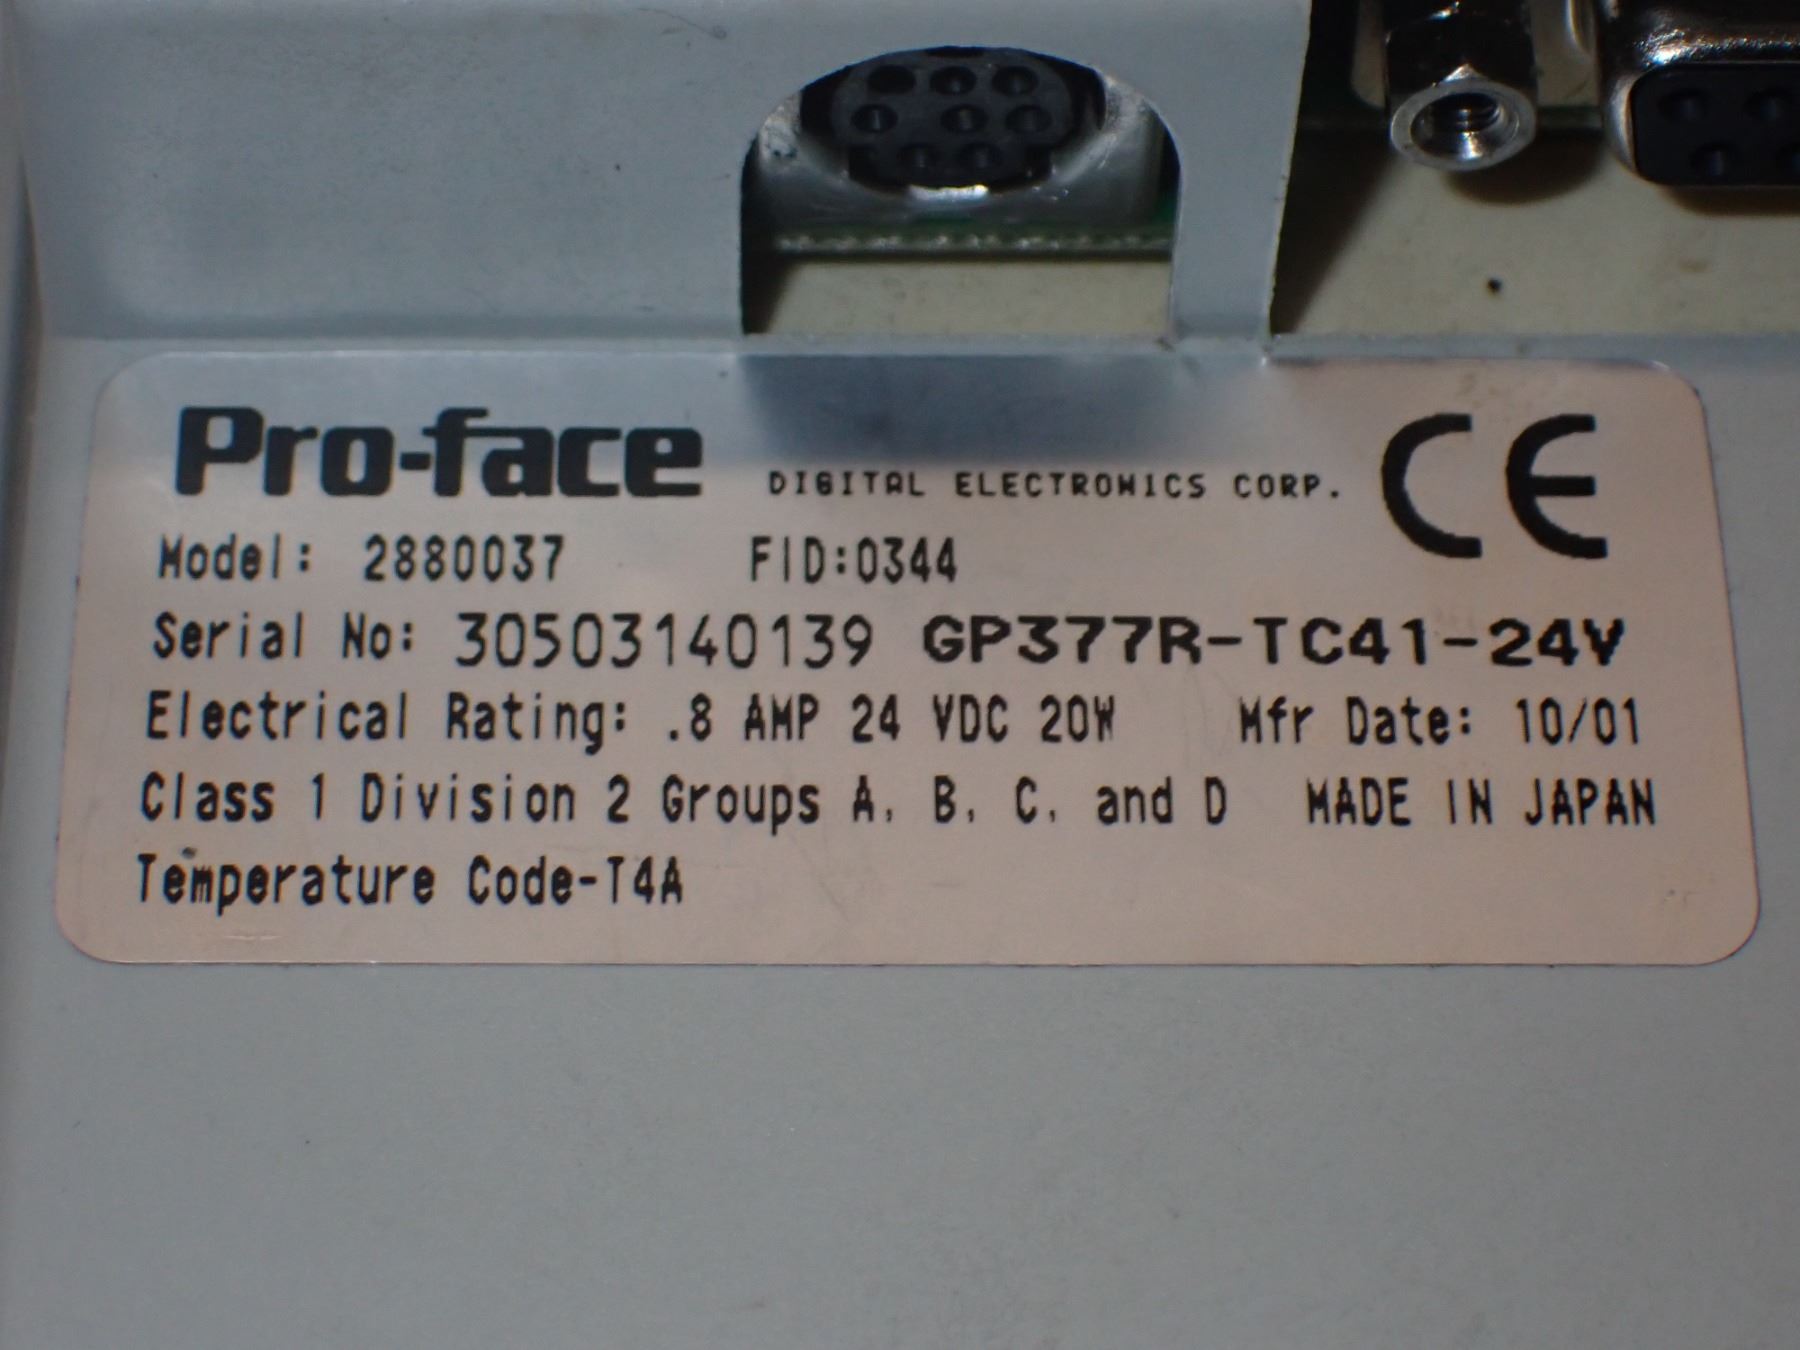 Pro-face DIGITAL ELECTRONICS CORP. CE
Model: 2880037 FID:0344
Serial No: 30503140139 GP377R-TC41-24V
Electrical Rating: .8 AMP 24 VDC 20W Mfr Date: 10/01
Class 1 Division 2 Groups A, B, C, and D MADE IN JAPAN
Temperature Code-T4A